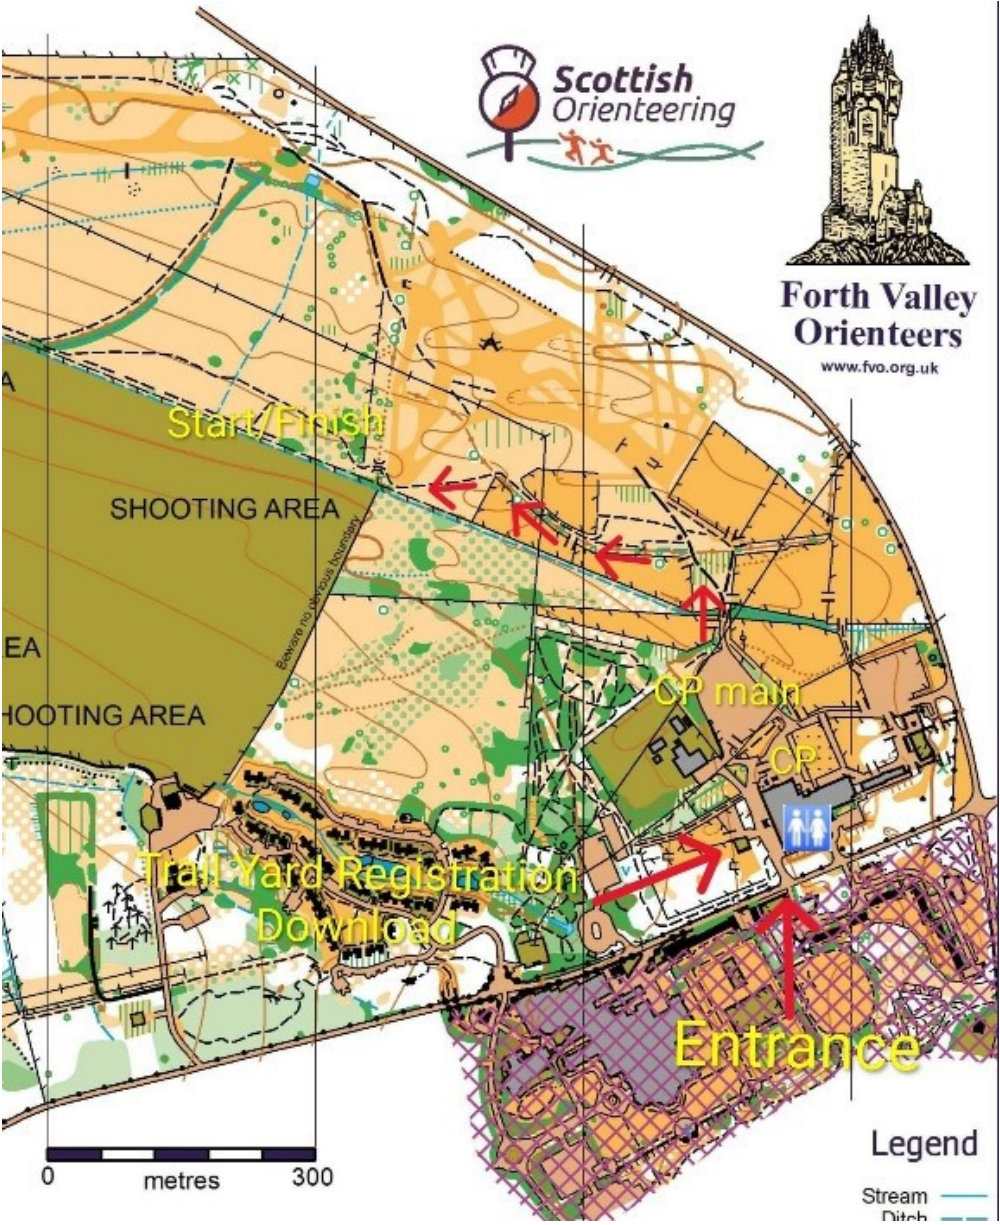 Scottish
Orienteering
Forth Valley
Orienteers
www.fvo.org.uk
A
Start/Finish
SHOOTING AREA
Beware no obvious boundary
EA
CP main
HOOTING AREA
CP
Trail Yard Registration
Download
Entrance
Legend
0
300
metres
Stream
Ditch